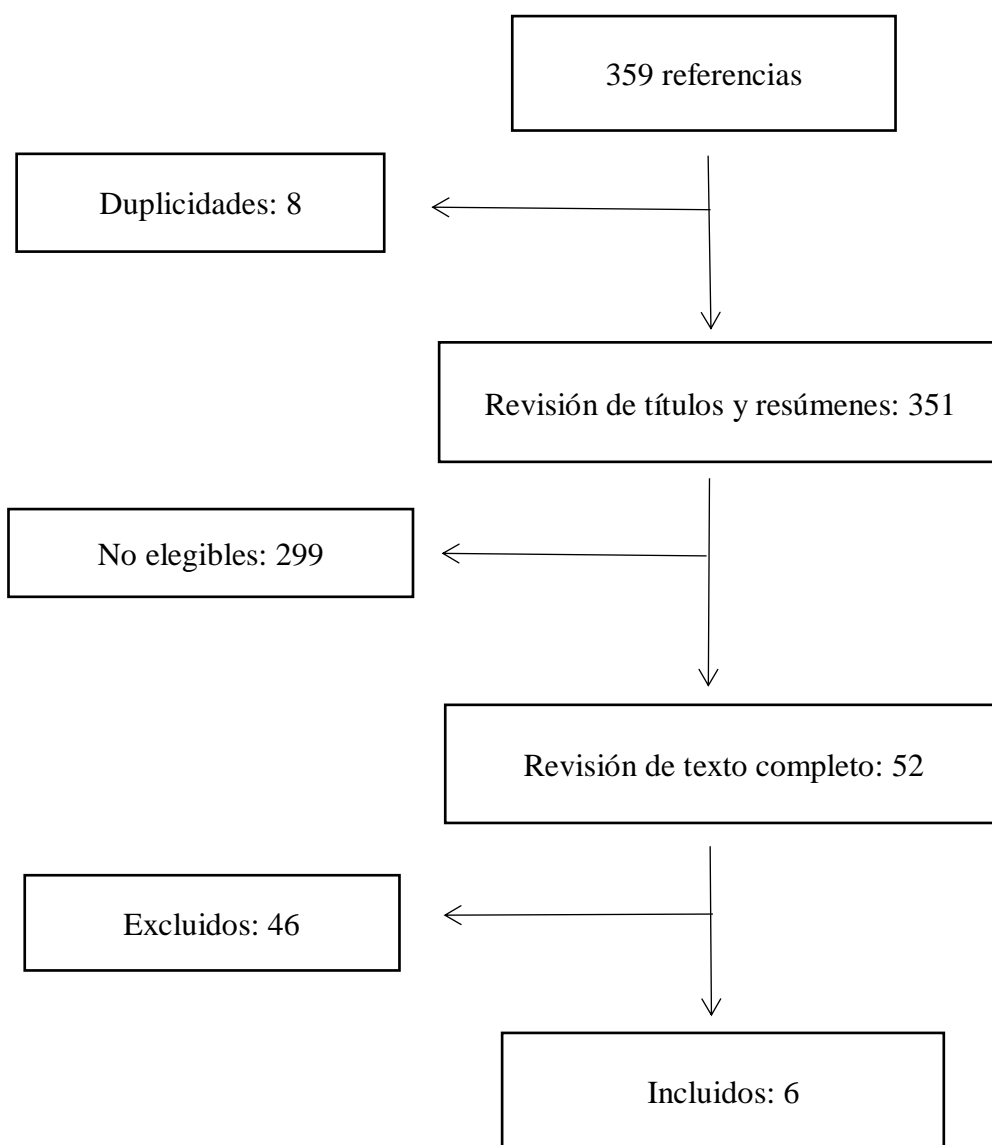 359 referencias
Duplicidades: 8
Revisión de títulos y resúmenes: 351
No elegibles: 299
Revisión de texto completo: 52
Excluidos: 46
Incluidos: 6